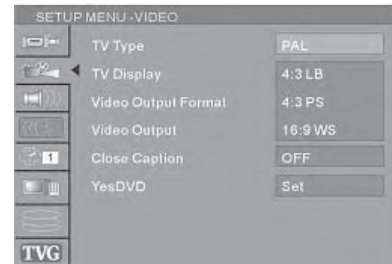 SETUP MENU -VIDEO
TV Type PAL
TV Display 4:3 LB
Video Output Format 4:3 PS
Video Output 16:9 WS
Close Caption OFF
YesDVD Set
1
TVG